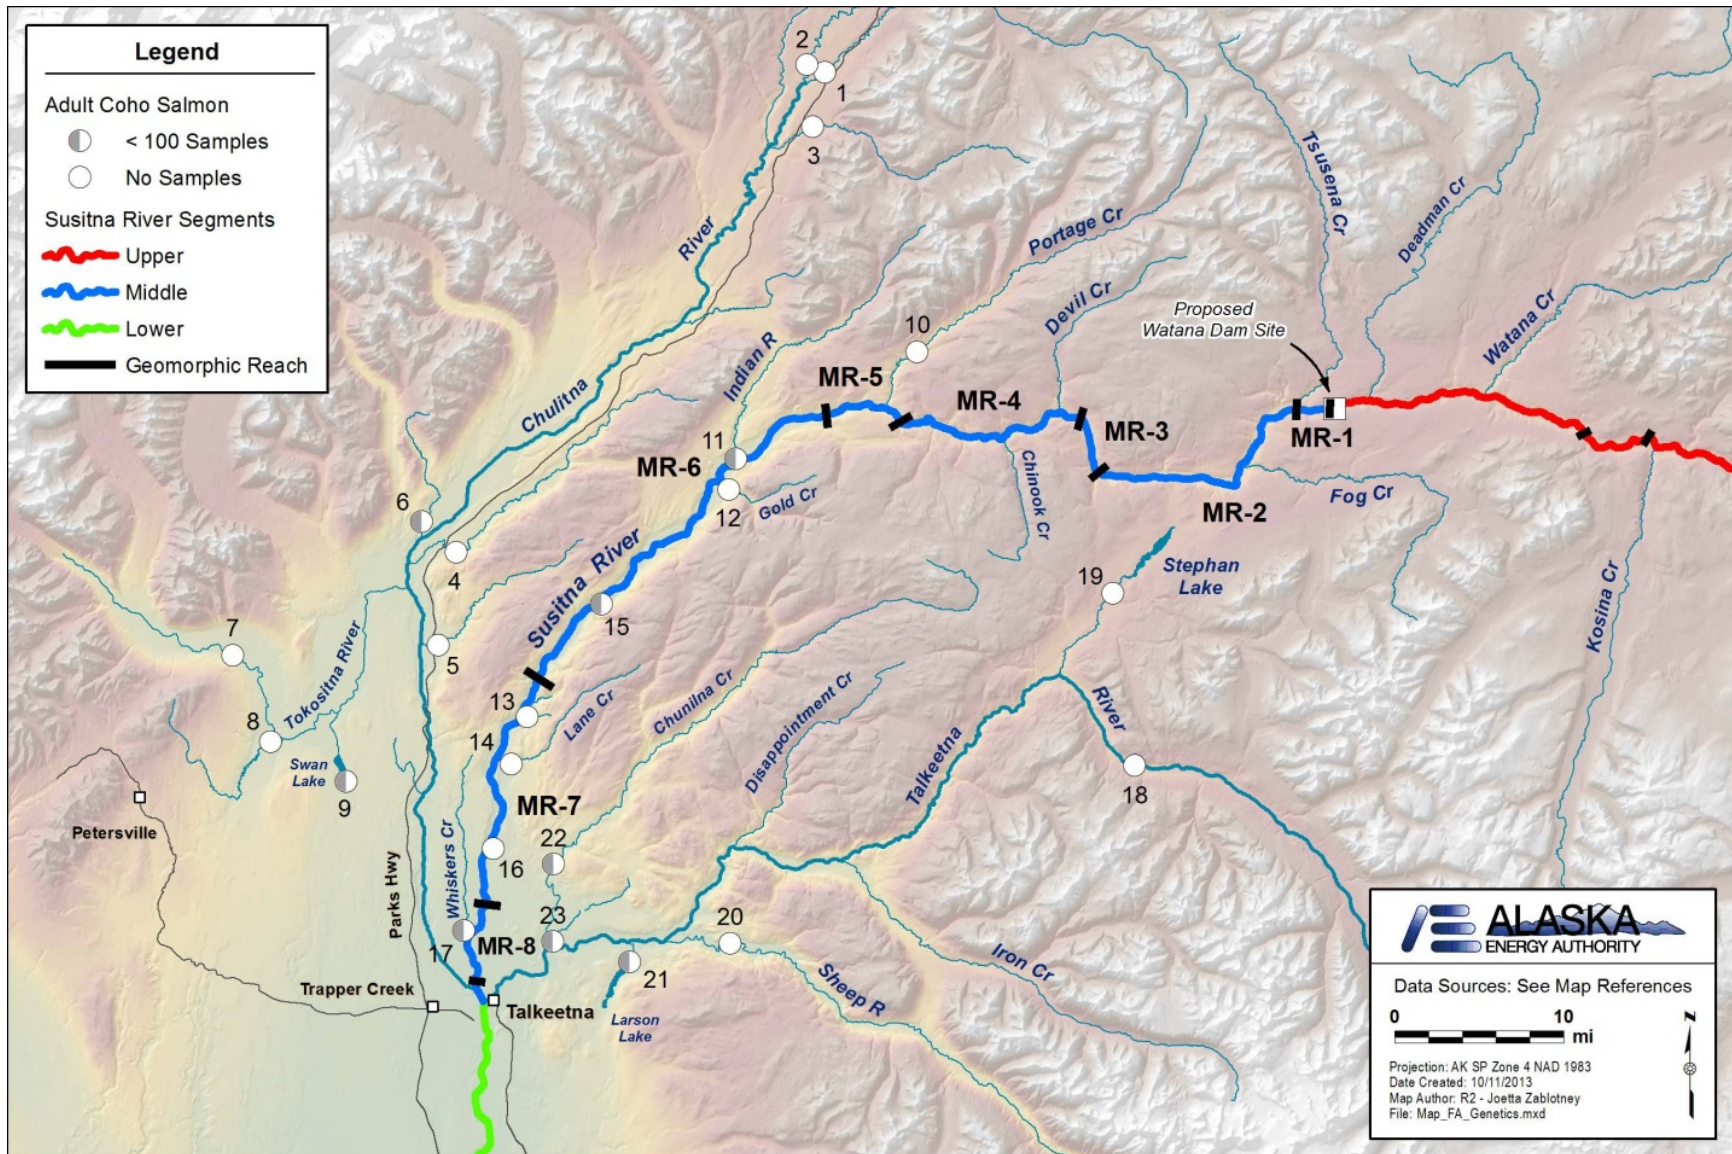 Legend
Adult Coho Salmon
< 100 Samples
No Samples
Susitna River Segments
Upper
Middle
Lower
Geomorphic Reach
2
1
3
River
Chulitna
Tsusena Cr
Deadman Cr
Portage Cr
Devil Cr
Watana Cr
Proposed
Watana Dam Site
10
Indian R
MR-5
MR-4
MR-3
MR-1
MR-2
11
MR-6
12
Gold Cr
Chinook Cr
Fog Cr
6
4
Susitna River
15
19
Stephan
Lake
Kosina Cr
7
5
8
Tokositna River
Swan
Lake
9
13
14
Lane Cr
Chunilna Cr
Disappointment Cr
Talkeetna
River
18
Petersville
MR-7
Parks Hwy
Whiskers Cr
16
22
17
MR-8
23
20
21
Larson
Lake
Sheep R
Iron Cr
Trapper Creek
Talkeetna
ALASKA
ENERGY AUTHORITY
Data Sources: See Map References
0 10
mi
N
Projection: AK SP Zone 4 NAD 1983
Date Created: 10/11/2013
Map Author: R2 - Joetta Zablotney
File: Map_FA_Genetics.mxd